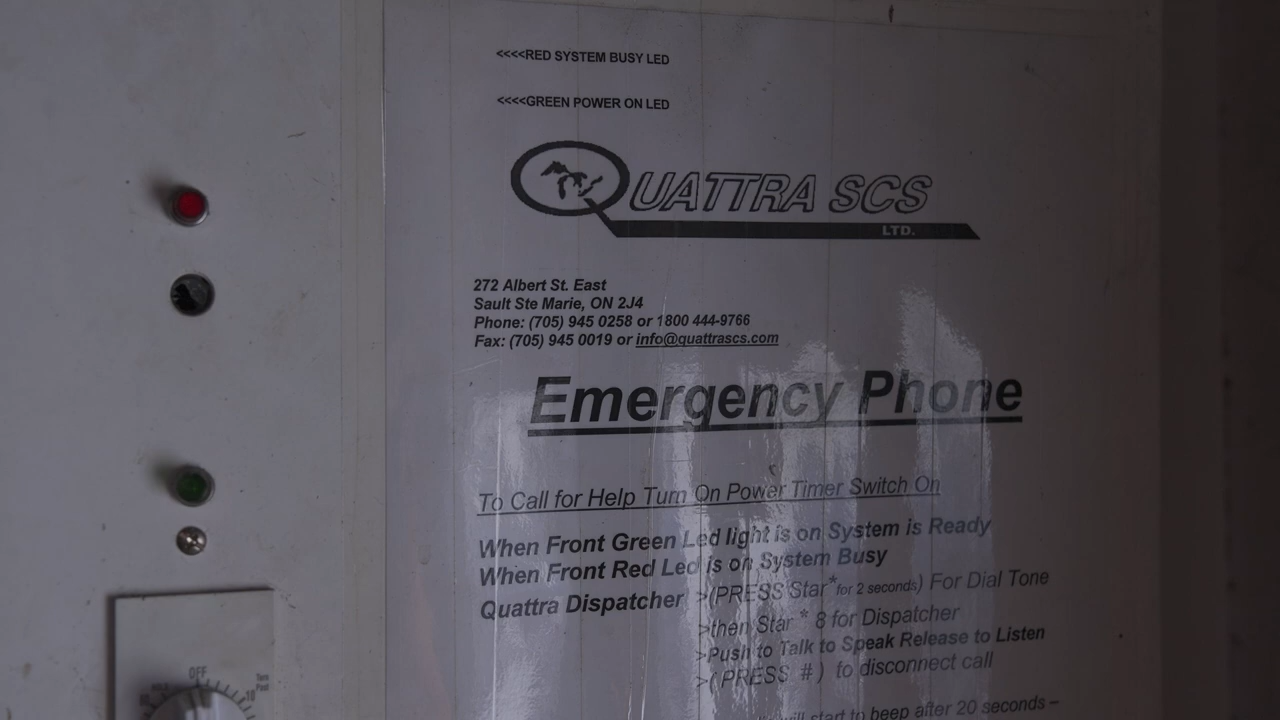 <<<<RED SYSTEM BUSY LED
<<<<GREEN POWER ON LED
QUATTRA SCS
LTD.
272 Albert St. East
Sault Ste Marie, ON 2J4
Phone: (705) 945 0258 or 1800 444-9766
Fax: (705) 945 0019 or info@quattrascs.com
Emergency Phone
To Call for Help Turn On Power Timer Switch On
When Front Green Led light is on System is Ready
When Front Red Led is on System Busy
Quattra Dispatcher >(PRESS Star* for 2 seconds) For Dial Tone
>then Star * 8 for Dispatcher
>Push to Talk to Speak Release to Listen
>( PRESS # ) to disconnect call
will start to beep after 20 seconds –
OFF
Turn
Past
10